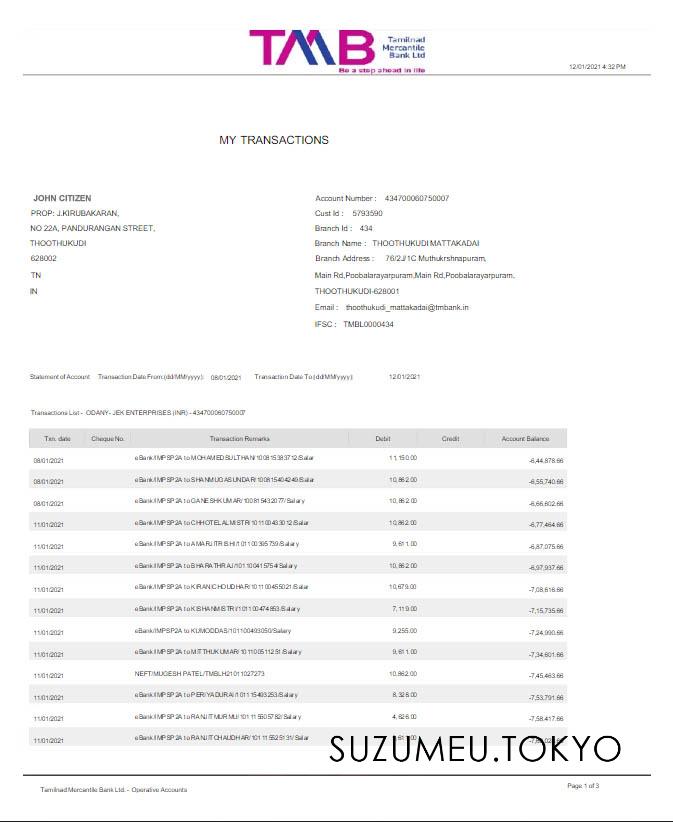 TMB Tamilnad
Mercantile
Bank Ltd
Be a step ahead in life
12/01/2021 4:32 PM
MY TRANSACTIONS
JOHN CITIZEN
PROP: J.KIRUBAKARAN,
NO 22A, PANDURANGAN STREET,
THOOTHUKUDI
628002
TN
IN
Account Number : 434700060750007
Cust Id : 5793590
Branch Id : 434
Branch Name : THOOTHUKUDI MATTAKADAI
Branch Address : 76/2J/1C Muthukrshnapuram,
Main Rd,Poobalarayarpuram,Main Rd,Poobalarayarpuram,
THOOTHUKUDI-628001
Email : thoothukudi_mattakadai@tmbank.in
IFSC : TMBL0000434
Statement of Account Transaction Date From:(dd/MM/yyyy): 08/01/2021 Transaction Date To:(dd/MM/yyyy): 12/01/2021
Transactions List - ODANY- JEK ENTERPRISES (INR) - 434700060750007
Txn. date Cheque No. Transaction Remarks Debit Credit Account Balance
08/01/2021 eBank/IMPSP2A to MOHAMEDSULTHAN/100815383712/Salar 11,150.00 -6,44,878.66
08/01/2021 eBank/IMPSP2A to SHANMUGASUNDAR/100815404249/Salar 10,862.00 -6,55,740.66
08/01/2021 eBank/IMPSP2A to GANESHKUMAR/100815432077/Salary 10,862.00 -6,66,602.66
11/01/2021 eBank/IMPSP2A to CHHOTELALMISTR/101100433012/Salar 10,862.00 -6,77,464.66
11/01/2021 eBank/IMPSP2A to AMARJITRISHI/101100395739/Salary 9,611.00 -6,87,075.66
11/01/2021 eBank/IMPSP2A to BHARATHRAJ/101100415754/Salary 10,862.00 -6,97,937.66
11/01/2021 eBank/IMPSP2A to KIRANCHOUDHAR/101100455021/Salar 10,679.00 -7,08,616.66
11/01/2021 eBank/IMPSP2A to KISHANMISTRI/101100474853/Salary 7,119.00 -7,15,735.66
11/01/2021 eBank/IMPSP2A to KUMODDAS/101100493050/Salary 9,255.00 -7,24,990.66
11/01/2021 eBank/IMPSP2A to MITTHUKUMAR/101100511251/Salary 9,611.00 -7,34,601.66
11/01/2021 NEFT/MUGESH PATEL/TMBLH21011027273 10,862.00 -7,45,463.66
11/01/2021 eBank/IMPSP2A to PERIYADURAI/101115493253/Salary 8,328.00 -7,53,791.66
11/01/2021 eBank/IMPSP2A to RANJITMURMU/101115505782/Salary 4,626.00 -7,58,417.66
11/01/2021 eBank/IMPSP2A to RANJITCHAUDHAR/101115525131/Salar
SUZUMEU.TOKYO
Tamilnad Mercantile Bank Ltd. - Operative Accounts
Page 1 of 3